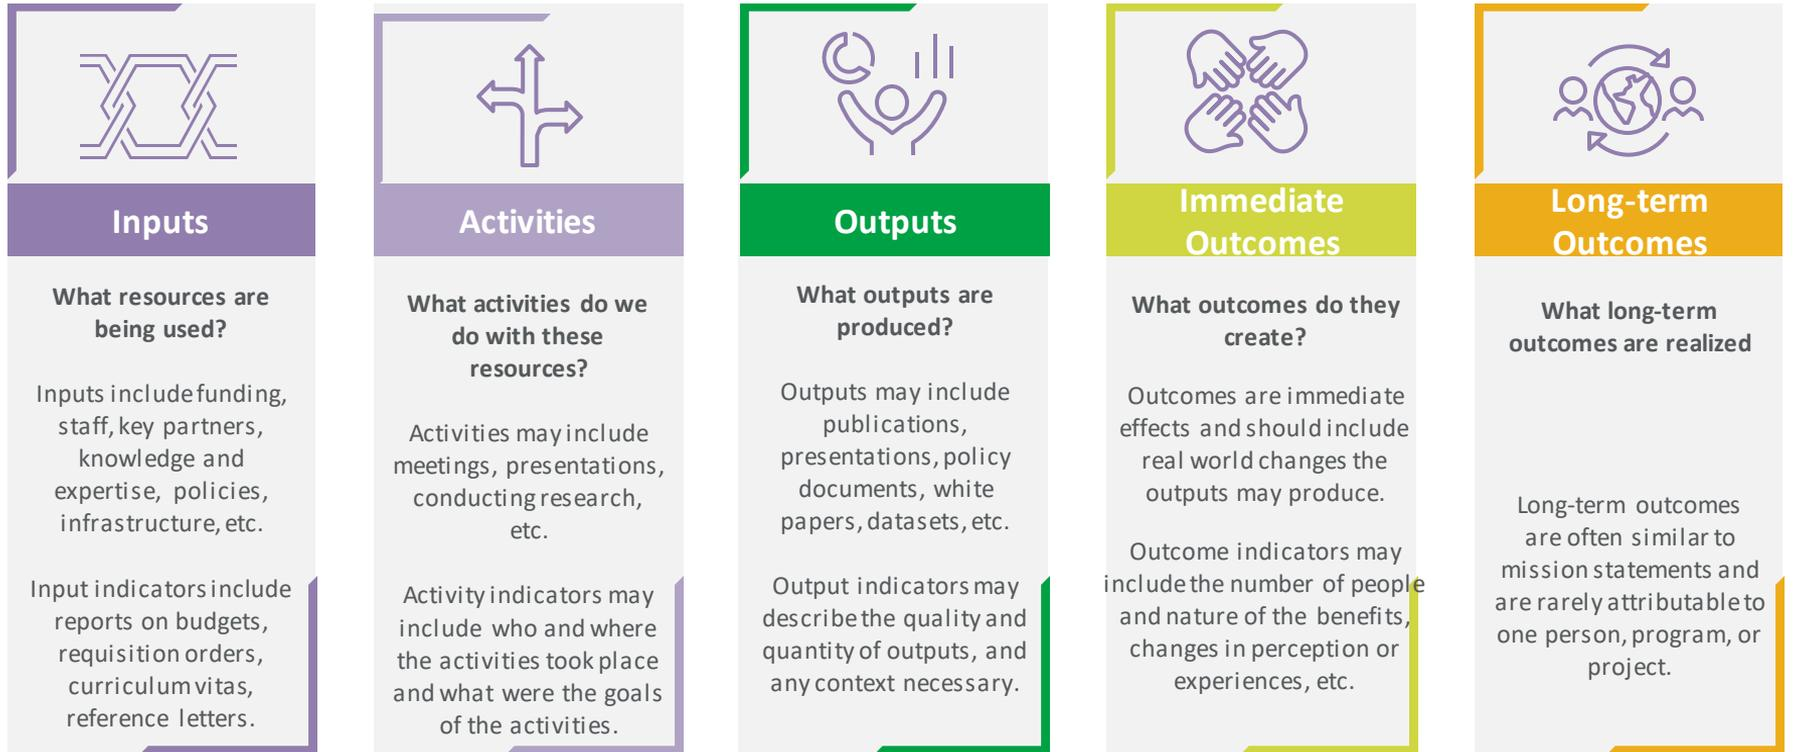 Inputs
What resources are
being used?
Inputs include funding,
staff, key partners,
knowledge and
expertise, policies,
infrastructure, etc.
Input indicators include
reports on budgets,
requisition orders,
curriculum vitas,
reference letters.
Activities
What activities do we
do with these
resources?
Activities may include
meetings, presentations,
conducting research,
etc.
Activity indicators may
include who and where
the activities took place
and what were the goals
of the activities.
Outputs
What outputs are
produced?
Outputs may include
publications,
presentations, policy
documents, white
papers, datasets, etc.
Output indicators may
describe the quality and
quantity of outputs, and
any context necessary.
Immediate
Outcomes
What outcomes do they
create?
Outcomes are immediate
effects and should include
real world changes the
outputs may produce.
Outcome indicators may
include the number of people
and nature of the benefits,
changes in perception or
experiences, etc.
Long-term
Outcomes
What long-term
outcomes are realized
Long-term outcomes
are often similar to
mission statements and
are rarely attributable to
one person, program, or
project.